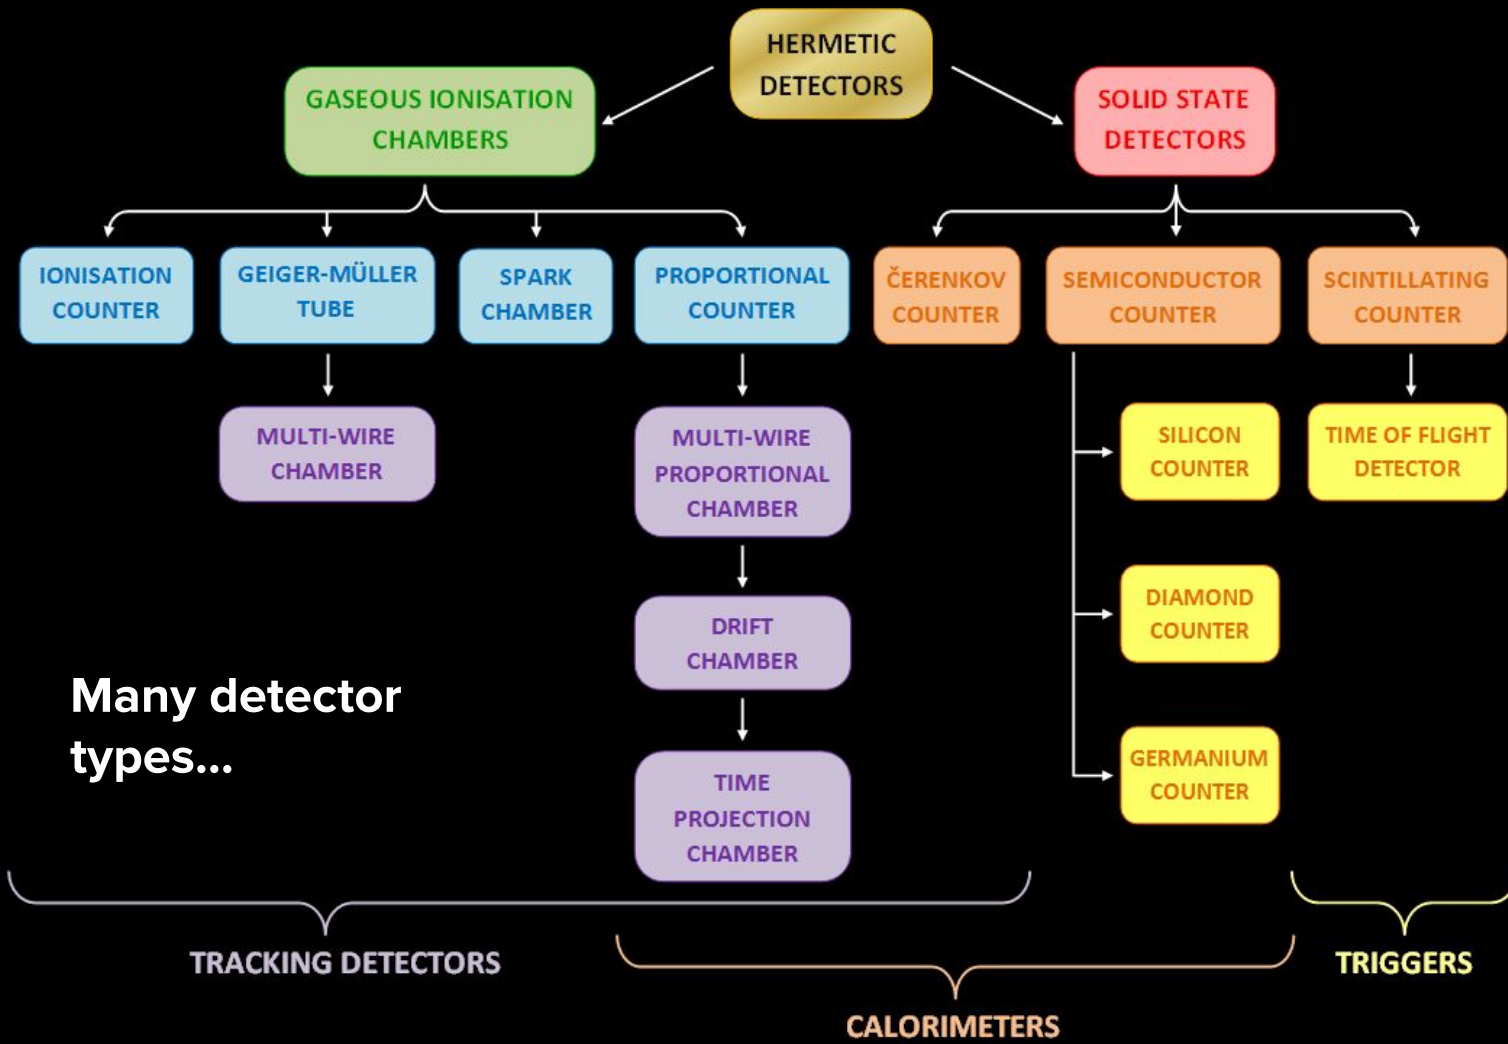 HERMETIC
DETECTORS
GASEOUS IONISATION
CHAMBERS
SOLID STATE
DETECTORS
IONISATION
COUNTER
GEIGER-MÜLLER
TUBE
SPARK
CHAMBER
PROPORTIONAL
COUNTER
ČERENKOV
COUNTER
SEMICONDUCTOR
COUNTER
SCINTILLATING
COUNTER
MULTI-WIRE
CHAMBER
MULTI-WIRE
PROPORTIONAL
CHAMBER
SILICON
COUNTER
TIME OF FLIGHT
DETECTOR
DRIFT
CHAMBER
DIAMOND
COUNTER
Many detector
types...
TIME
PROJECTION
CHAMBER
GERMANIUM
COUNTER
TRACKING DETECTORS
CALORIMETERS
TRIGGERS